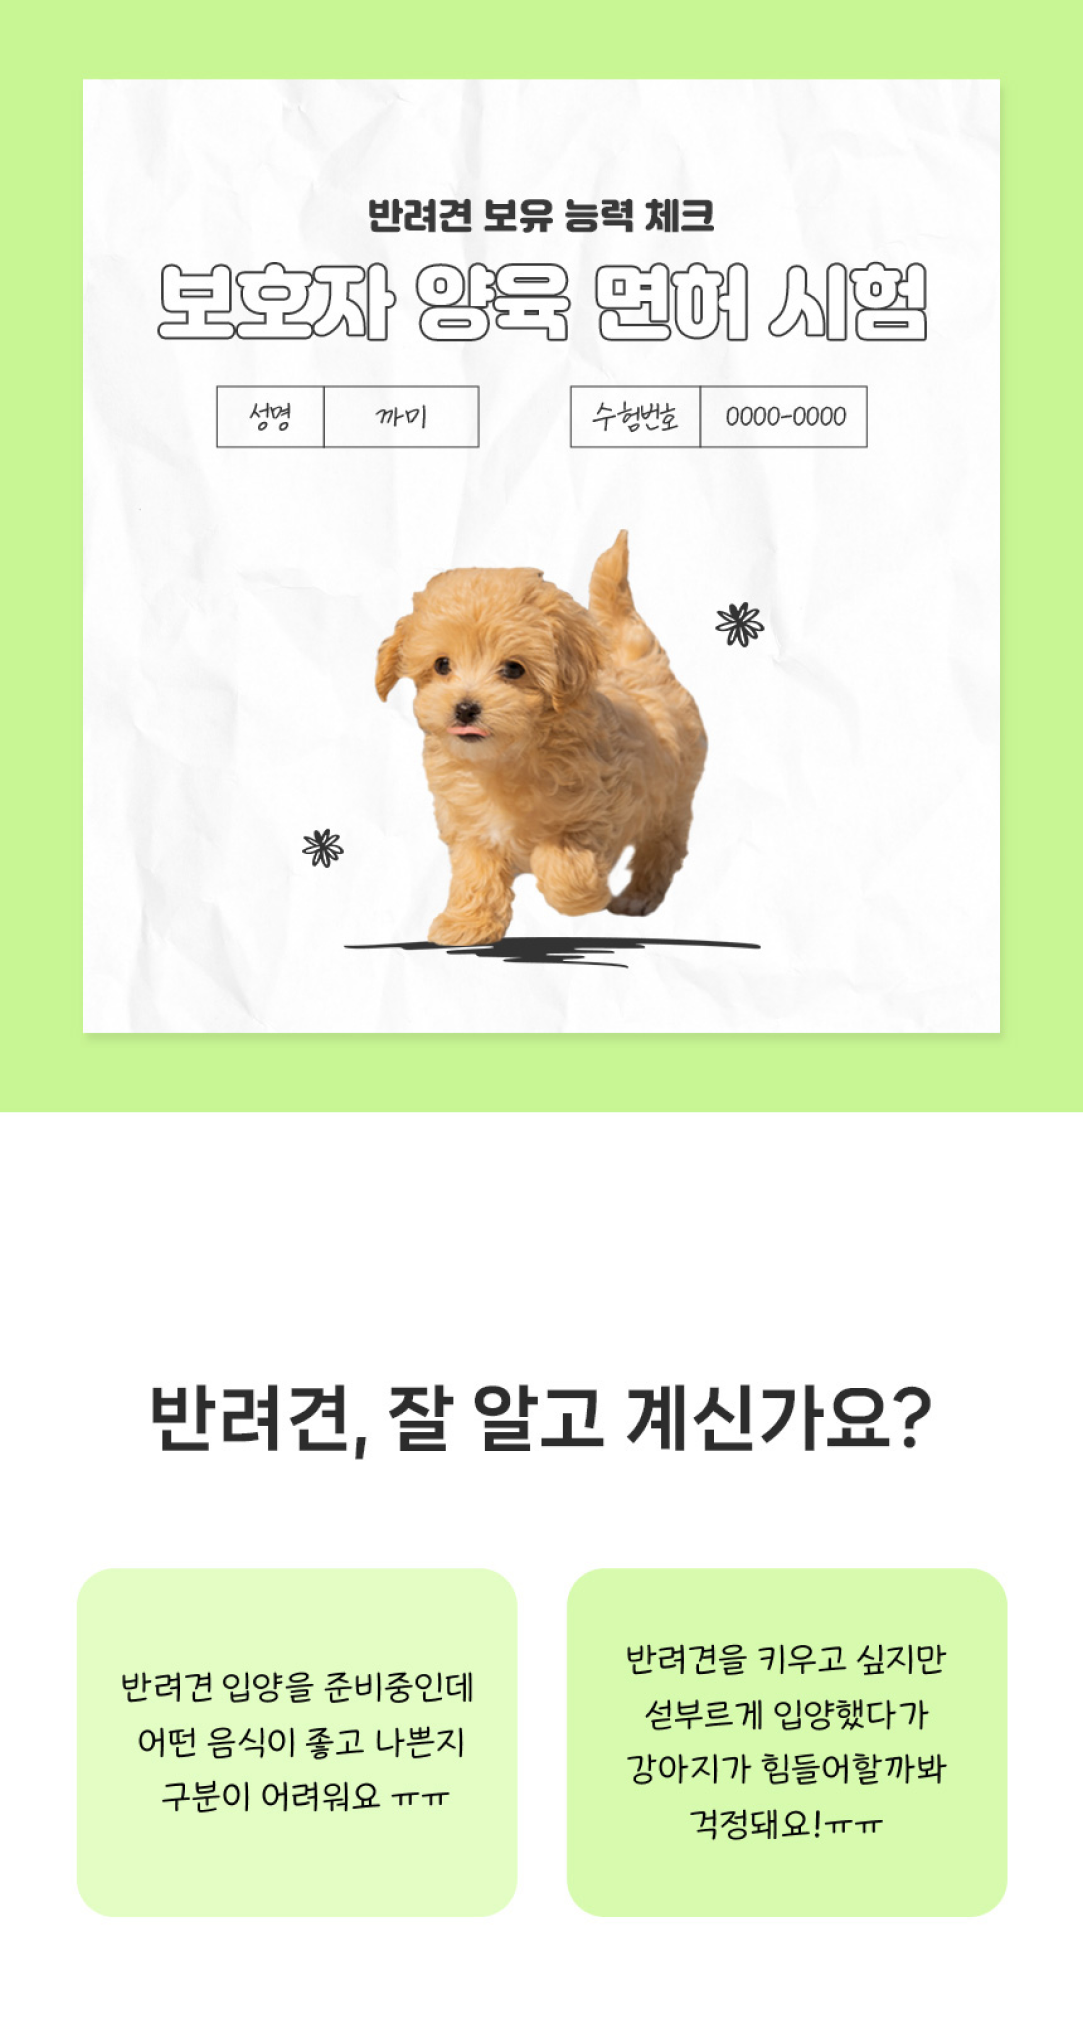 반려견 보유 능력 체크
보호자 양육 면허 시험
성명 까미 수험번호 0000-0000
반려견, 잘 알고 계신가요?
반려견 입양을 준비중인데
어떤 음식이 좋고 나쁜지
구분이 어려워요 ㅠㅠ
반려견을 키우고 싶지만
섣부르게 입양했다가
강아지가 힘들어할까봐
걱정돼요!ㅠㅠ